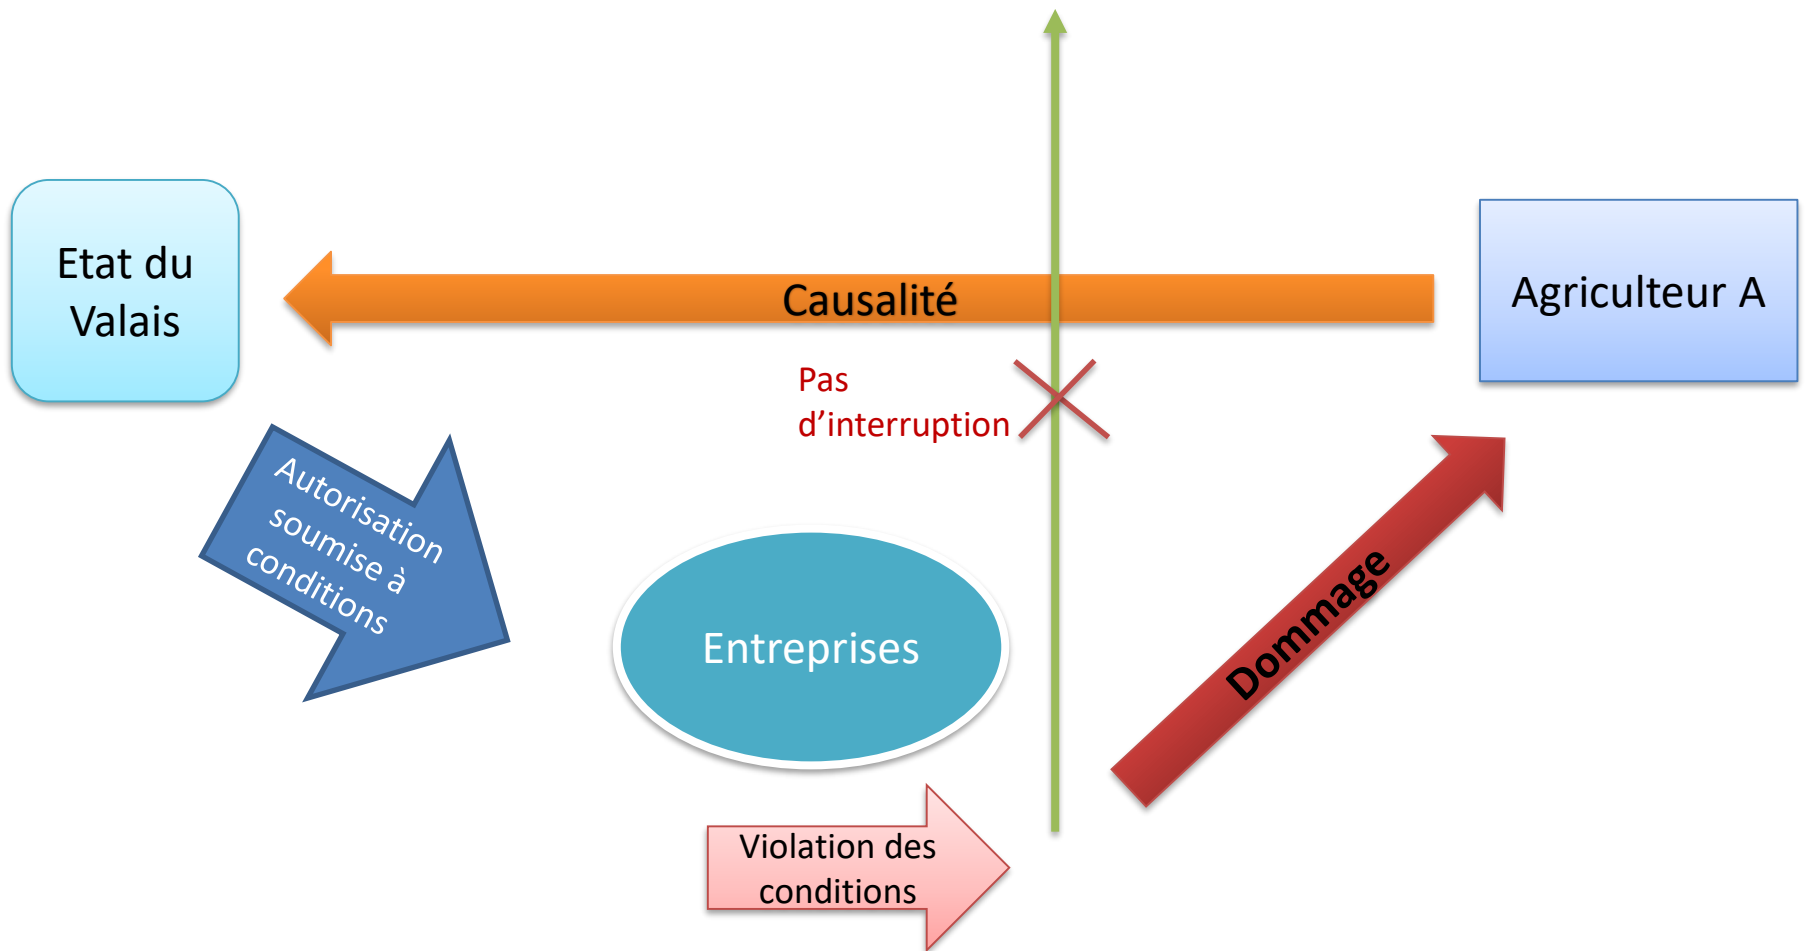 Etat du
Valais
Causalité
Agriculteur A
Pas
d’interruption
Autorisation
soumise à
conditions
Entreprises
Dommage
Violation des
conditions